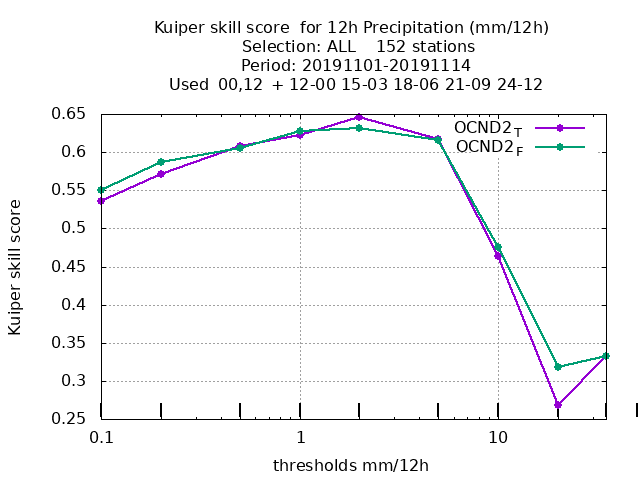 Kuiper skill score  for 12h Precipitation (mm/12h)
Selection: ALL    152 stations
Period: 20191101-20191114
Used  00,12  + 12-00 15-03 18-06 21-09 24-12
OCND2_T
OCND2_F
0.65
0.6
0.55
0.5
0.45
0.4
0.35
0.3
0.25
Kuiper skill score
0.1 1 10
thresholds mm/12h